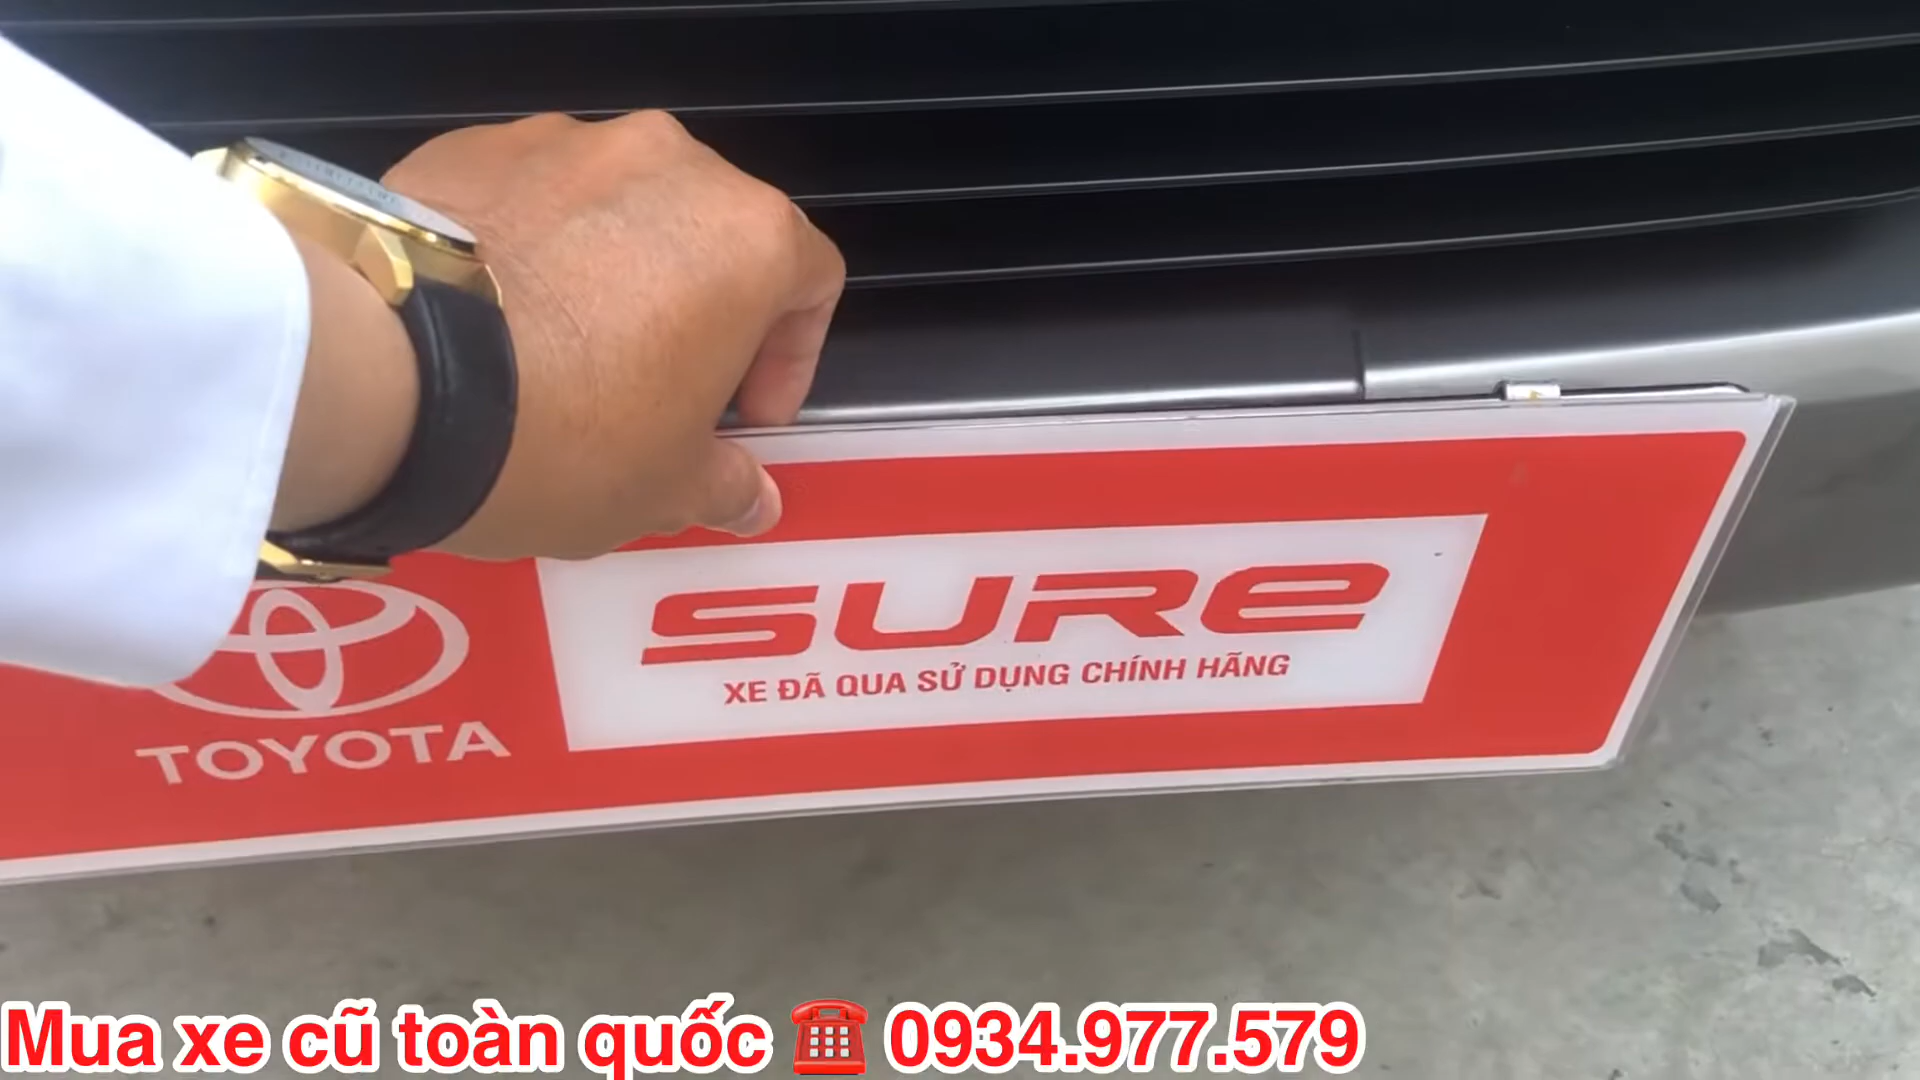 SURE
XE ĐÃ QUA SỬ DỤNG CHÍNH HÃNG
TOYOTA
Mua xe cũ toàn quốc ☎️ 0934.977.579